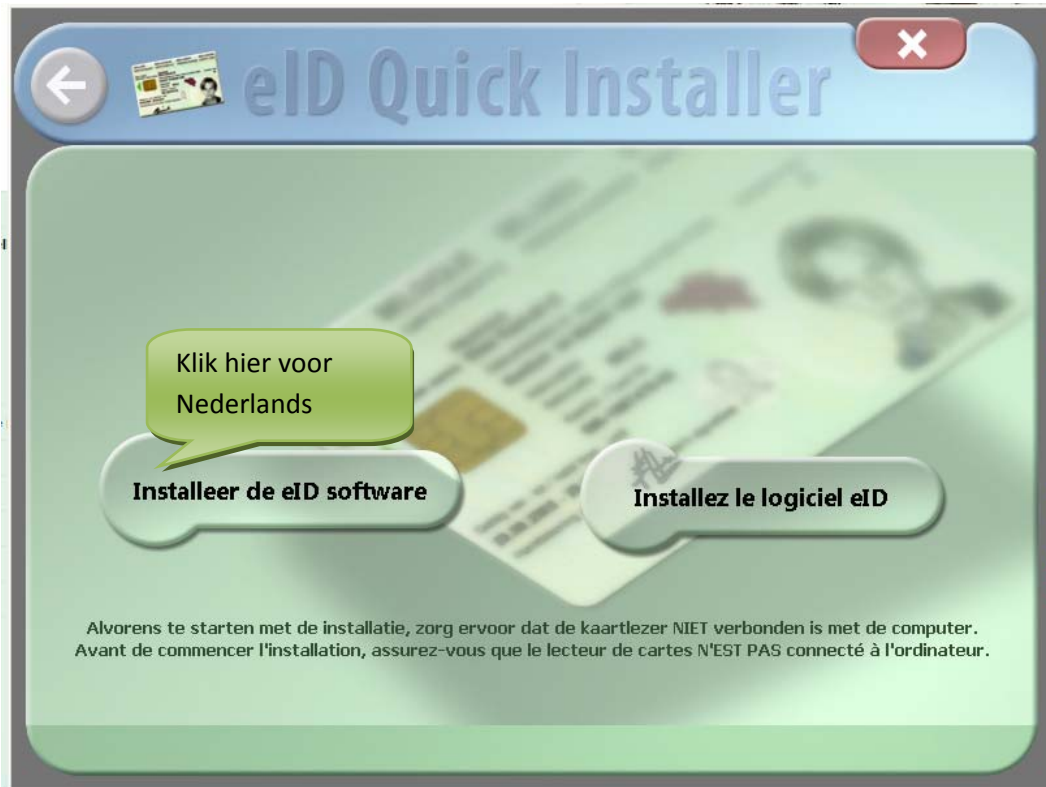 eID Quick Installer
Klik hier voor
Nederlands
Installeer de eID software
Installez le logiciel eID
Alvorens te starten met de installatie, zorg ervoor dat de kaartlezer NIET verbonden is met de computer.
Avant de commencer l'installation, assurez-vous que le lecteur de cartes N'EST PAS connecté à l'ordinateur.